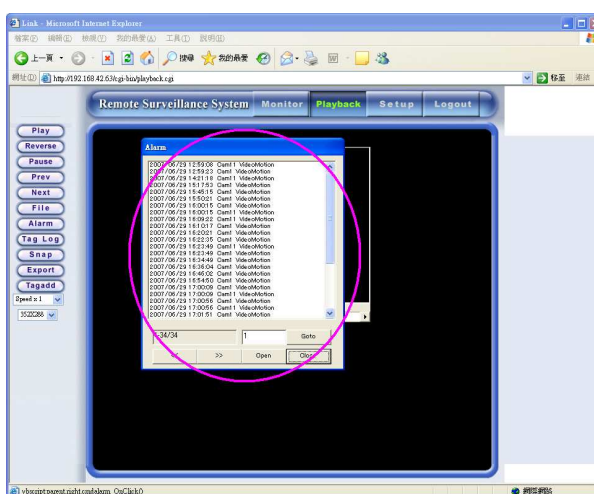 Link - Microsoft Internet Explorer
檔案(F) 編輯(E) 檢視(V) 我的最愛(A) 工具(T) 說明(H)
上一頁 搜尋 我的最愛
網址(D) http://192.168.42.63/cgi-bin/playback.cgi 移至 連結
Remote Surveillance System Monitor Playback Setup Logout
Play
Reverse
Pause
Prev
Next
File
Alarm
Tag Log
Snap
Export
Tagadd
Speed x 1
352X288
Alarm
2007/06/29 12:59:08 Cam11 VideoMotion
2007/06/29 12:59:23 Cam1 VideoMotion
2007/06/29 14:21:18 Cam11 VideoMotion
2007/06/29 15:17:53 Cam1 VideoMotion
2007/06/29 15:45:15 Cam1 VideoMotion
2007/06/29 15:50:21 Cam1 VideoMotion
2007/06/29 16:00:15 Cam1 VideoMotion
2007/06/29 16:00:15 Cam11 VideoMotion
2007/06/29 16:09:22 Cam11 VideoMotion
2007/06/29 16:10:17 Cam1 VideoMotion
2007/06/29 16:20:21 Cam1 VideoMotion
2007/06/29 16:22:35 Cam1 VideoMotion
2007/06/29 16:23:49 Cam11 VideoMotion
2007/06/29 16:23:49 Cam1 VideoMotion
2007/06/29 16:34:49 Cam1 VideoMotion
2007/06/29 16:36:04 Cam1 VideoMotion
2007/06/29 16:46:02 Cam1 VideoMotion
2007/06/29 16:54:50 Cam1 VideoMotion
2007/06/29 17:00:09 Cam1 VideoMotion
2007/06/29 17:00:09 Cam11 VideoMotion
2007/06/29 17:00:56 Cam1 VideoMotion
2007/06/29 17:00:56 Cam11 VideoMotion
2007/06/29 17:01:51 Cam1 VideoMotion
-34/34 1 Goto
<< >> Open Close
vbscript:parent.right.cmdalarm_OnClick() 網際網路